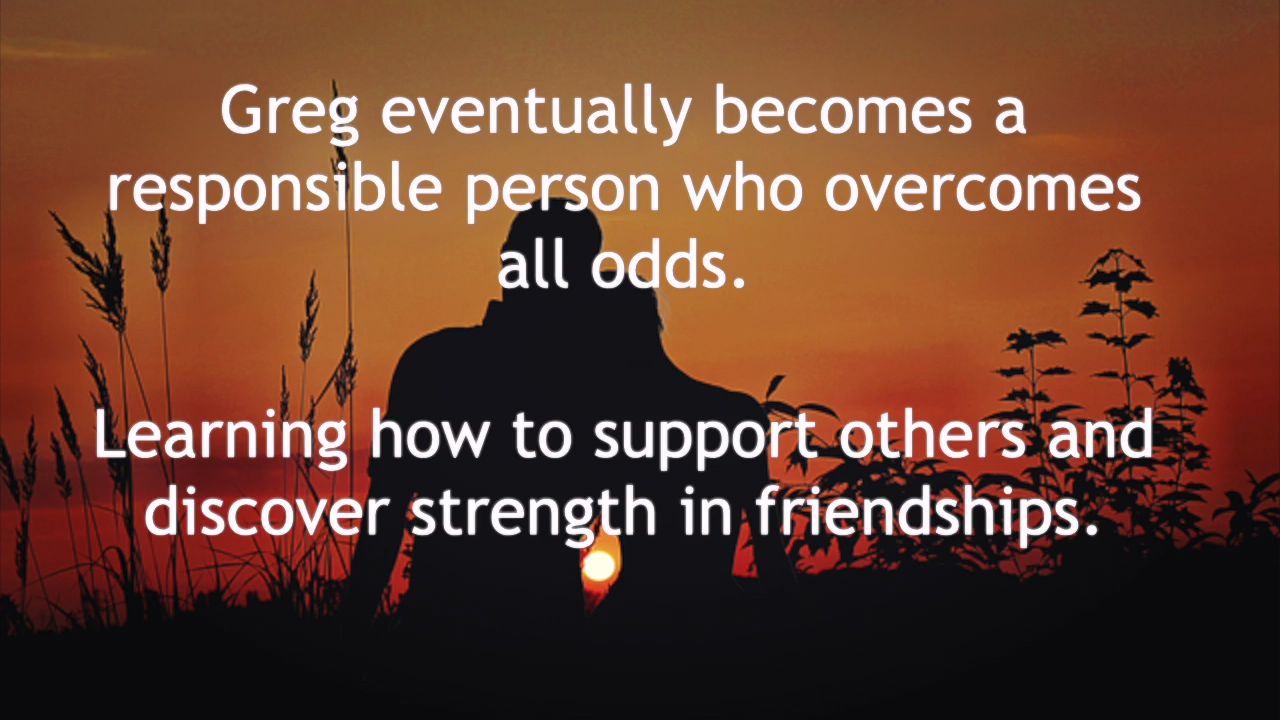 Greg eventually becomes a
responsible person who overcomes
all odds.
Learning how to support others and
discover strength in friendships.